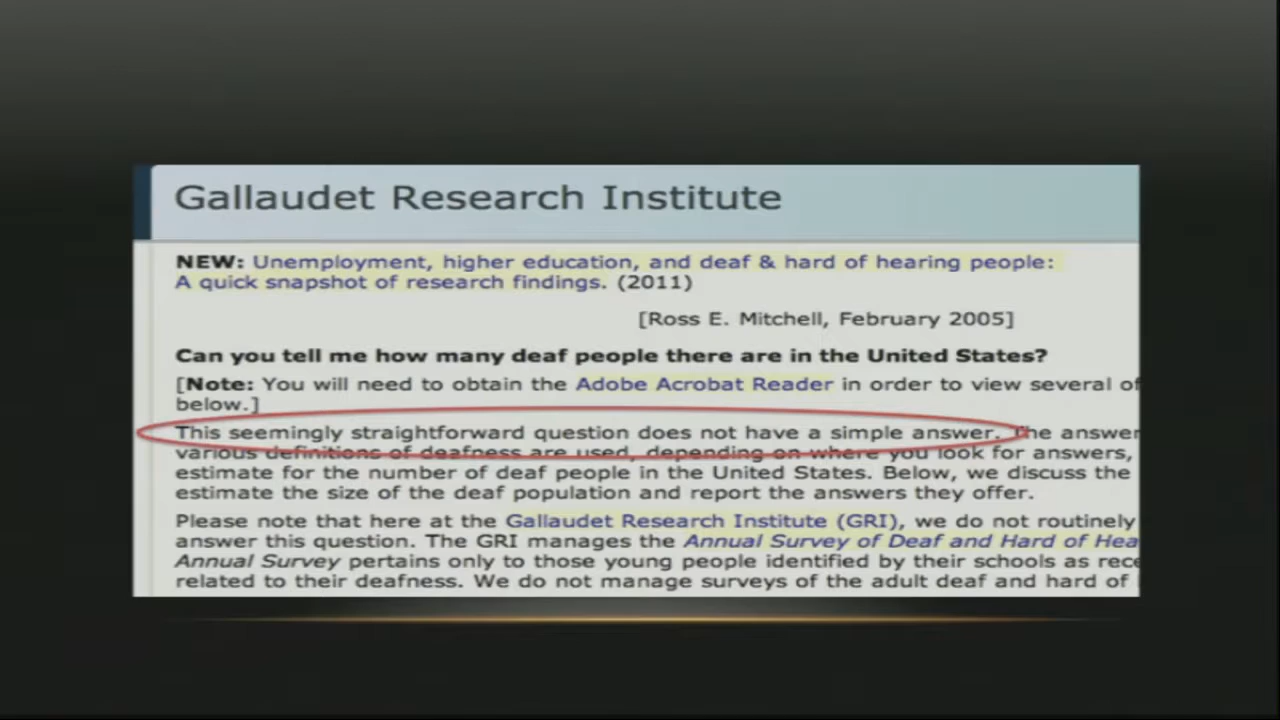 Gallaudet Research Institute
NEW: Unemployment, higher education, and deaf & hard of hearing people:
A quick snapshot of research findings. (2011)
[Ross E. Mitchell, February 2005]
Can you tell me how many deaf people there are in the United States?
[Note: You will need to obtain the Adobe Acrobat Reader in order to view several of
below.]
This seemingly straightforward question does not have a simple answer. The answer
various definitions of deafness are used, depending on where you look for answers,
estimate for the number of deaf people in the United States. Below, we discuss the
estimate the size of the deaf population and report the answers they offer.
Please note that here at the Gallaudet Research Institute (GRI), we do not routinely
answer this question. The GRI manages the Annual Survey of Deaf and Hard of Hea
Annual Survey pertains only to those young people identified by their schools as rece
related to their deafness. We do not manage surveys of the adult deaf and hard of